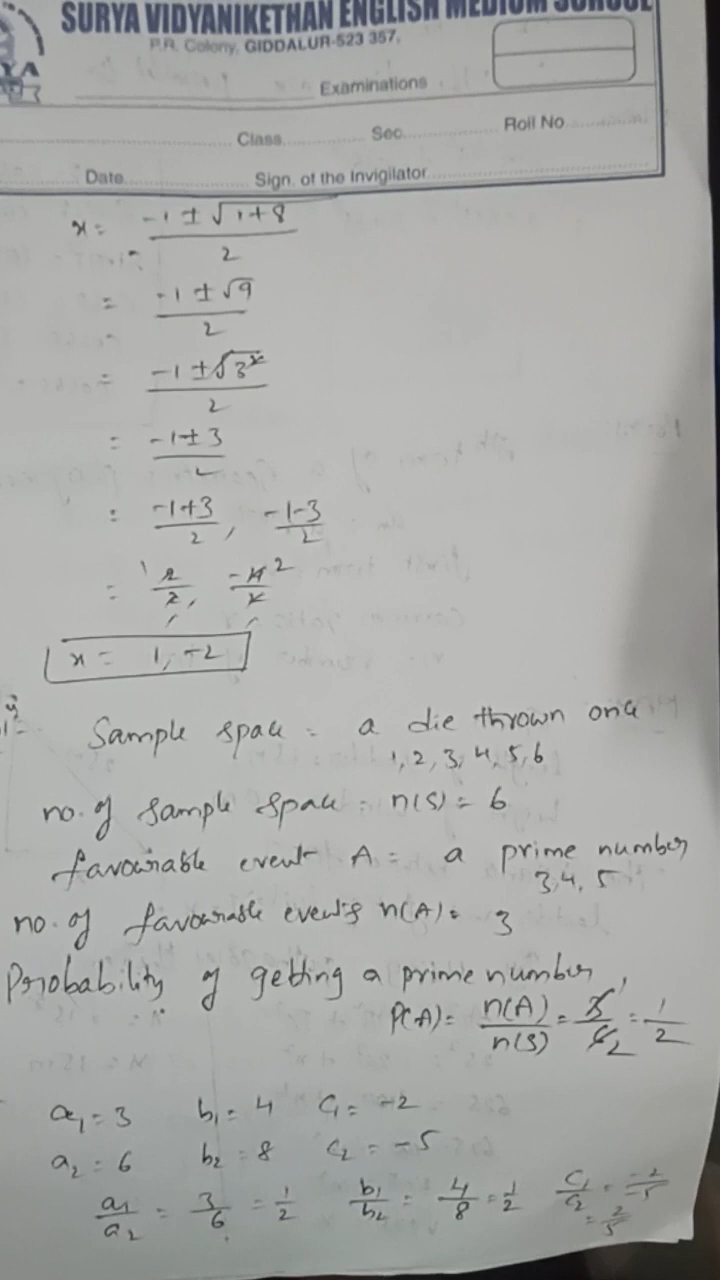 SURYA VIDYANIKETHAN ENGLISH MEDIUM SCHOOL
P.R. Colony, GIDDALUR-523 357.
YA
Examinations
Class.............. Sec.............. Roll No..............
Date.............. Sign. of the Invigilator..............
x = -1 ± √1+8 / 2
= -1 ± √9 / 2
= -1 ± √3² / 2
= -1 ± 3 / 2
= -1+3 / 2 , -1-3 / 2
= 2/2, -4/2
x = 1, -2
Sample space = a die thrown once
1, 2, 3, 4, 5, 6
no. of sample space = n(S) = 6
favourable event A = a prime number
3, 4, 5
no. of favourable events n(A) = 3
Probability of getting a prime number,
P(A) = n(A)/n(S) = 3/6 = 1/2
a₁ = 3 b₁ = 4 c₁ = -2
a₂ = 6 b₂ = 8 c₂ = -5
a₁/a₂ = 3/6 = 1/2 b₁/b₂ = 4/8 = 1/2 c₁/c₂ = -2/-5
= 2/5